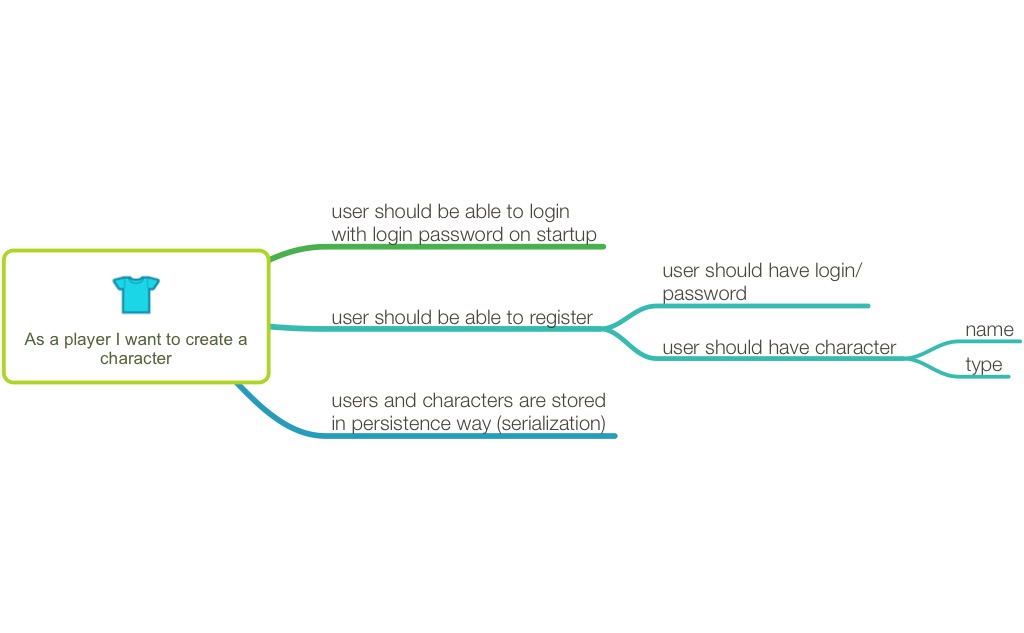 As a player I want to create a
character
user should be able to login
with login password on startup
user should be able to register
user should have login/
password
user should have character
name
type
users and characters are stored
in persistence way (serialization)